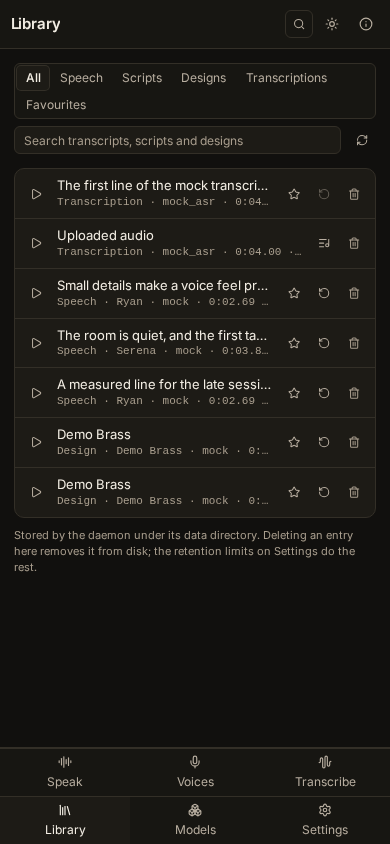 Library
All Speech Scripts Designs Transcriptions
Favourites
Search transcripts, scripts and designs
The first line of the mock transcri…
Transcription · mock_asr · 0:04…
Uploaded audio
Transcription · mock_asr · 0:04.00 ·…
Small details make a voice feel pr…
Speech · Ryan · mock · 0:02.69 …
The room is quiet, and the first ta…
Speech · Serena · mock · 0:03.8…
A measured line for the late sessi…
Speech · Ryan · mock · 0:02.69 …
Demo Brass
Design · Demo Brass · mock · 0:…
Demo Brass
Design · Demo Brass · mock · 0:…
Stored by the daemon under its data directory. Deleting an entry
here removes it from disk; the retention limits on Settings do the
rest.
Speak Voices Transcribe
Library Models Settings